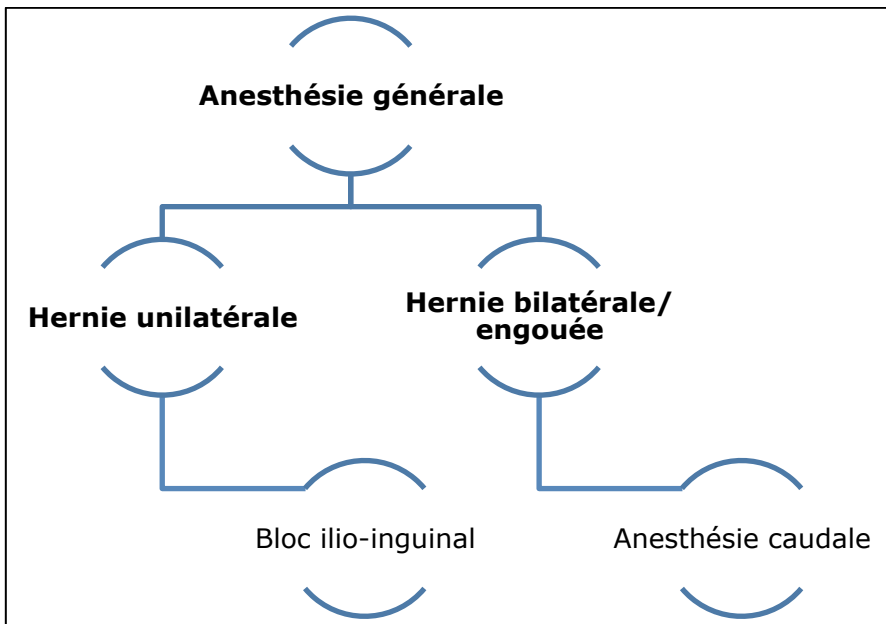 Anesthésie générale
Hernie unilatérale
Hernie bilatérale/
engouée
Bloc ilio-inguinal
Anesthésie caudale